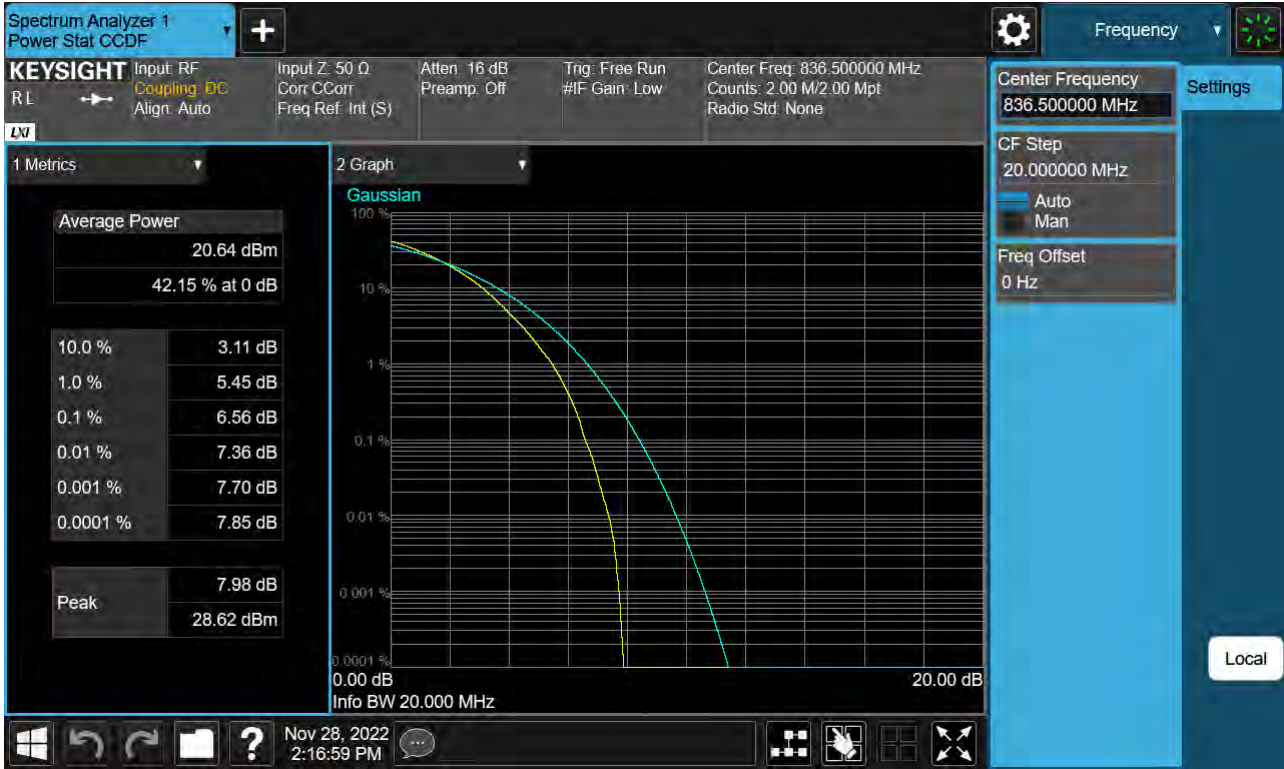 Spectrum Analyzer 1
Power Stat CCDF
+
Frequency
KEYSIGHT
R L
LXI
Input: RF
Coupling: DC
Align: Auto
Input Z: 50 Ω
Corr CCorr
Freq Ref: Int (S)
Atten: 16 dB
Preamp: Off
Trig: Free Run
#IF Gain: Low
Center Freq: 836.500000 MHz
Counts: 2.00 M/2.00 Mpt
Radio Std: None
Center Frequency
836.500000 MHz
Settings
CF Step
20.000000 MHz
Auto
Man
Freq Offset
0 Hz
1 Metrics
Average Power
20.64 dBm
42.15 % at 0 dB
10.0 % 3.11 dB
1.0 % 5.45 dB
0.1 % 6.56 dB
0.01 % 7.36 dB
0.001 % 7.70 dB
0.0001 % 7.85 dB
Peak
7.98 dB
28.62 dBm
2 Graph
Gaussian
100 %
10 %
1 %
0.1 %
0.01 %
0.001 %
0.0001 %
0.00 dB 20.00 dB
Info BW 20.000 MHz
Local
?
Nov 28, 2022
2:16:59 PM